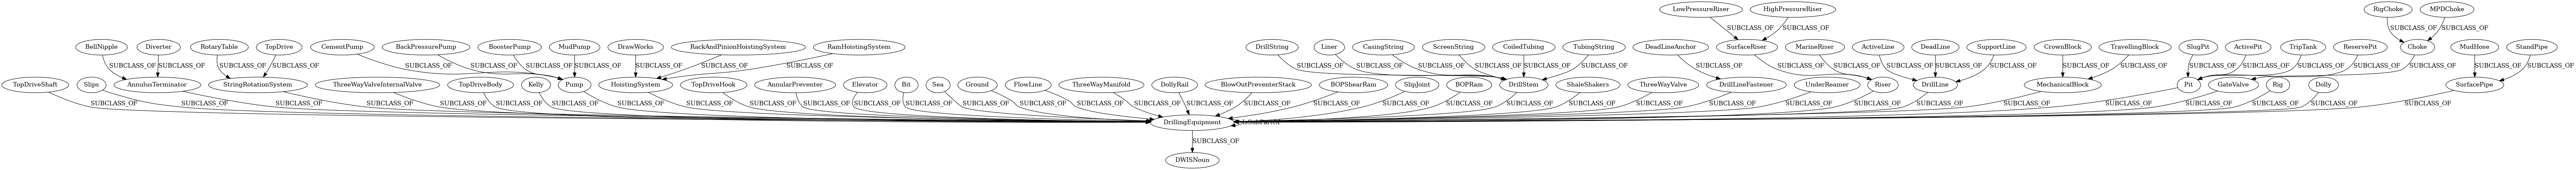 LowPressureRiser HighPressureRiser RigChoke MPDChoke
SUBCLASS_OF SUBCLASS_OF SUBCLASS_OF SUBCLASS_OF
BellNipple Diverter RotaryTable TopDrive CementPump BackPressurePump BoosterPump MudPump DrawWorks RackAndPinionHoistingSystem RamHoistingSystem DrillString Liner CasingString ScreenString CoiledTubing TubingString DeadLineAnchor SurfaceRiser MarineRiser ActiveLine DeadLine SupportLine CrownBlock TravellingBlock SlugPit ActivePit TripTank ReservePit Choke MudHose StandPipe
SUBCLASS_OF SUBCLASS_OF SUBCLASS_OF SUBCLASS_OF SUBCLASS_OF SUBCLASS_OF SUBCLASS_OF SUBCLASS_OF SUBCLASS_OF SUBCLASS_OF SUBCLASS_OF SUBCLASS_OF SUBCLASS_OF SUBCLASS_OF SUBCLASS_OF SUBCLASS_OF SUBCLASS_OF SUBCLASS_OF SUBCLASS_OF SUBCLASS_OF SUBCLASS_OF SUBCLASS_OF SUBCLASS_OF SUBCLASS_OF SUBCLASS_OF SUBCLASS_OF SUBCLASS_OF SUBCLASS_OF SUBCLASS_OF SUBCLASS_OF SUBCLASS_OF SUBCLASS_OF
TopDriveShaft Slips AnnulusTerminator StringRotationSystem ThreeWayValveInternalValve TopDriveBody Kelly Pump HoistingSystem TopDriveHook AnnularPreventer Elevator Bit Sea Ground FlowLine ThreeWayManifold DollyRail BlowOutPreventerStack BOPShearRam SlipJoint BOPRam DrillStem ShaleShakers ThreeWayValve DrillLineFastener UnderReamer Riser DrillLine MechanicalBlock Pit GateValve Rig Dolly SurfacePipe
SUBCLASS_OF SUBCLASS_OF SUBCLASS_OF SUBCLASS_OF SUBCLASS_OF SUBCLASS_OF SUBCLASS_OF SUBCLASS_OF SUBCLASS_OF SUBCLASS_OF SUBCLASS_OF SUBCLASS_OF SUBCLASS_OF SUBCLASS_OF SUBCLASS_OF SUBCLASS_OF SUBCLASS_OF SUBCLASS_OF SUBCLASS_OF SUBCLASS_OF SUBCLASS_OF SUBCLASS_OF SUBCLASS_OF SUBCLASS_OF SUBCLASS_OF SUBCLASS_OF SUBCLASS_OF SUBCLASS_OF SUBCLASS_OF SUBCLASS_OF SUBCLASS_OF SUBCLASS_OF SUBCLASS_OF SUBCLASS_OF SUBCLASS_OF
DrillingEquipment
SUBCLASS_OF
DWISNoun